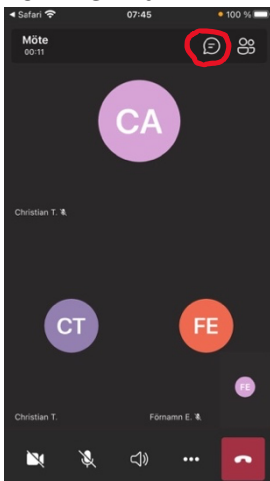 Safari 07:45 100 %
Möte
00:11
CA
Christian T.
CT FE
FE
Christian T. Förnamn E.